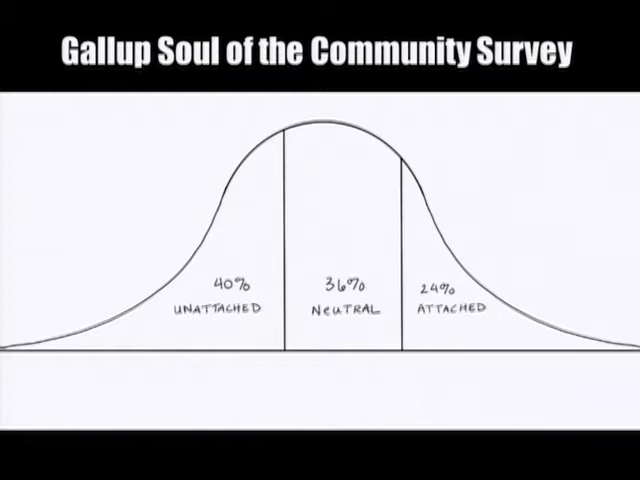 Gallup Soul of the Community Survey
40% 36% 24%
UNATTACHED NEUTRAL ATTACHED